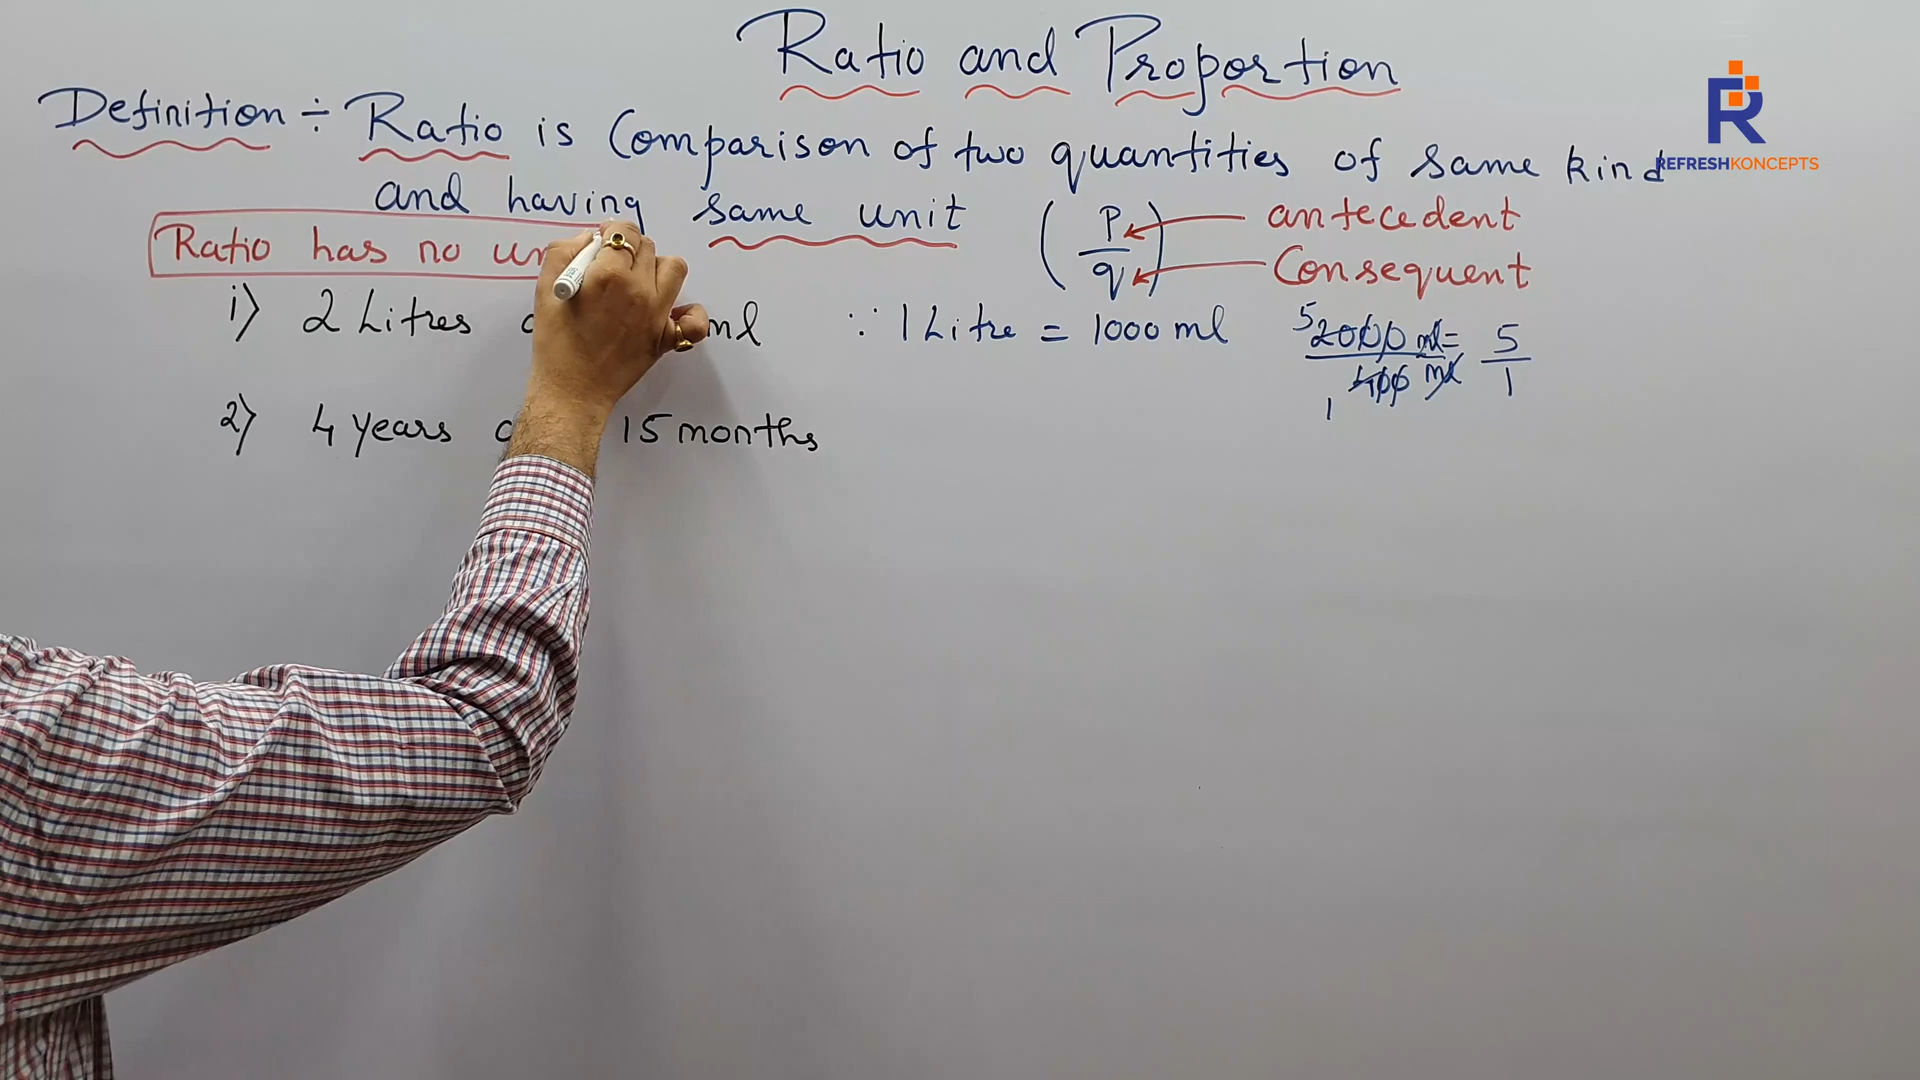 Ratio and Proportion
Definition ÷ Ratio is Comparison of two quantities of same kind
and having same unit (p/q) antecedent
Consequent
Ratio has no
i) 2 Litres ml ∵ 1 Litre = 1000 ml 5 2000 ml = 5
1 400 ml 1
2) 4 years 15 months
REFRESHKONCEPTS